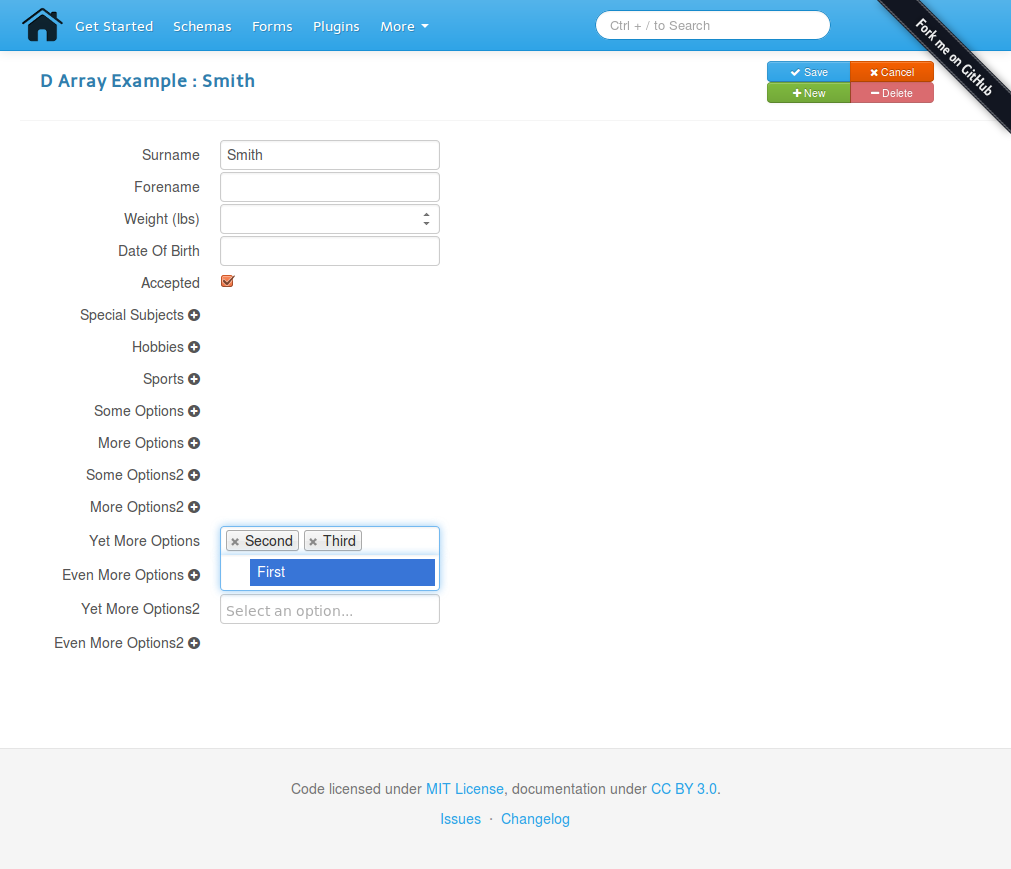 Get Started Schemas Forms Plugins More Ctrl + / to Search
Fork me on GitHub
D Array Example : Smith
Save Cancel
New Delete
Surname Smith
Forename
Weight (lbs)
Date Of Birth
Accepted
Special Subjects
Hobbies
Sports
Some Options
More Options
Some Options2
More Options2
Yet More Options Second Third
First
Even More Options
Yet More Options2 Select an option...
Even More Options2
Code licensed under MIT License, documentation under CC BY 3.0.
Issues · Changelog